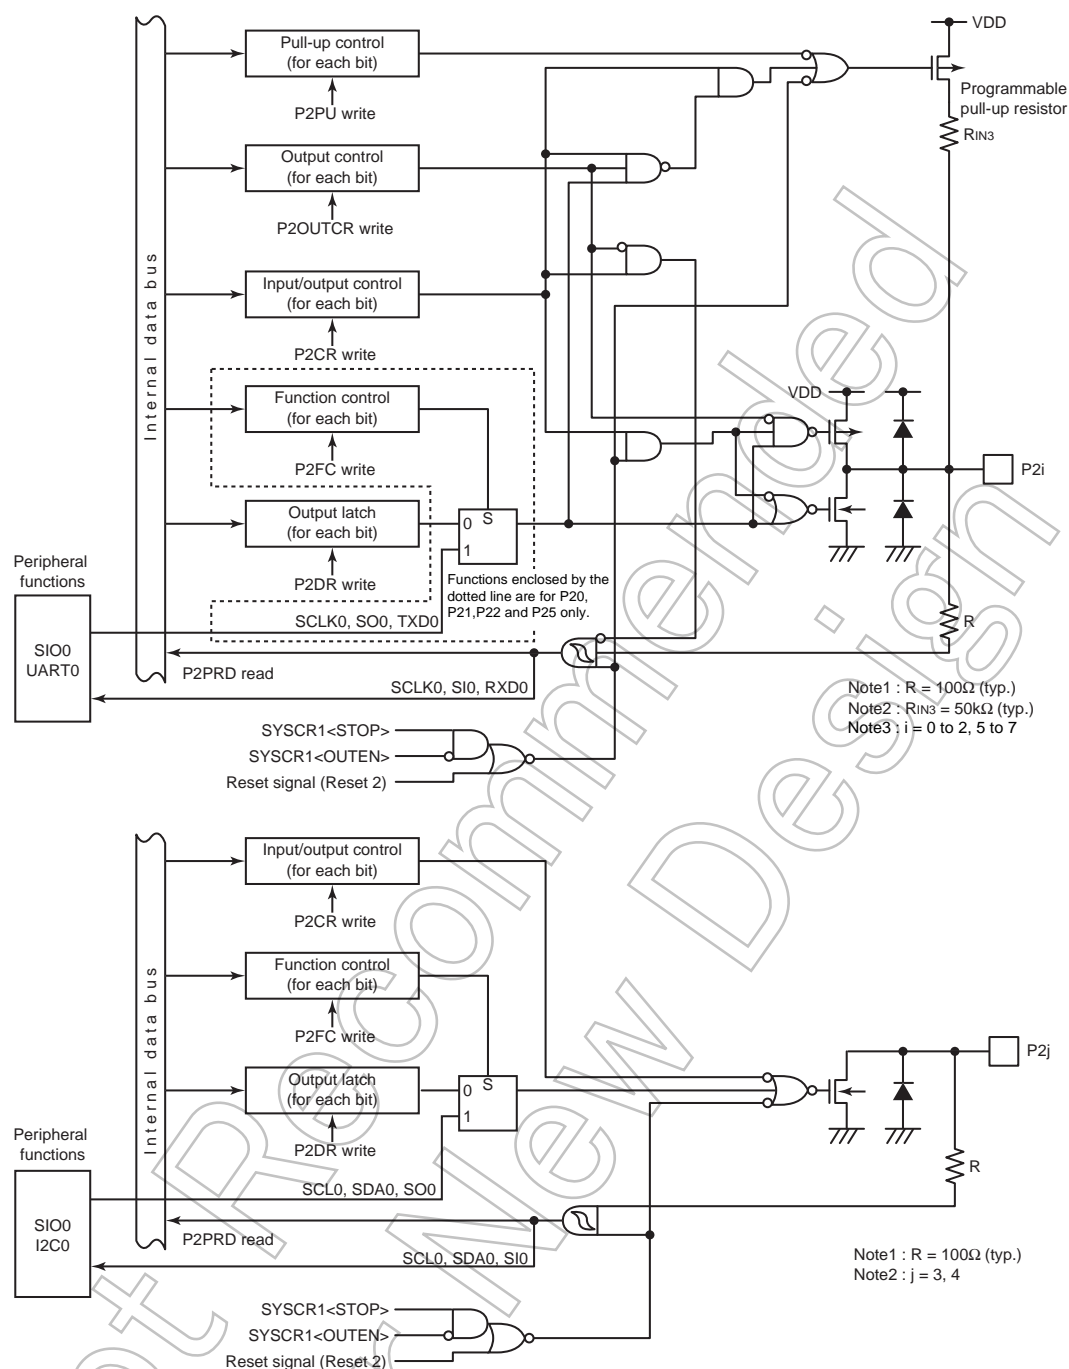 VDD
Pull-up control
(for each bit)
P2PU write
Programmable
pull-up resistor
RIN3
Output control
(for each bit)
P2OUTCR write
Internal data bus
Input/output control
(for each bit)
P2CR write
VDD
Function control
(for each bit)
P2FC write
P2i
Output latch
(for each bit)
0
S
1
P2DR write
Functions enclosed by the
dotted line are for P20,
P21,P22 and P25 only.
Peripheral
functions
SIO0
UART0
SCLK0, SO0, TXD0
R
P2PRD read
SCLK0, SI0, RXD0
Note1 : R = 100Ω (typ.)
Note2 : RIN3 = 50kΩ (typ.)
Note3 : i = 0 to 2, 5 to 7
SYSCR1<STOP>
SYSCR1<OUTEN>
Reset signal (Reset 2)
Input/output control
(for each bit)
P2CR write
Internal data bus
Function control
(for each bit)
P2FC write
P2j
Output latch
(for each bit)
0
S
1
P2DR write
Peripheral
functions
SIO0
I2C0
SCL0, SDA0, SO0
R
P2PRD read
SCL0, SDA0, SI0
Note1 : R = 100Ω (typ.)
Note2 : j = 3, 4
SYSCR1<STOP>
SYSCR1<OUTEN>
Reset signal (Reset 2)
Not Recommended
for New Design